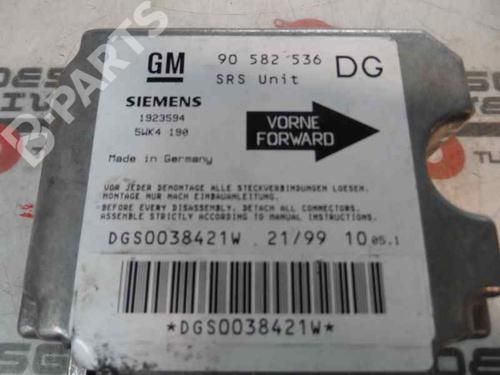 GM 90 582 536 DG
SRS Unit
SIEMENS
1923594
5WK4 190
VORNE
FORWARD
Made in Germany
VOR JEDER DEMONTAGE ALLE STECKVERBINDUNGEN LOESEN.
MONTAGE NUR MACH EINBAUANLEITUNG.
BEFORE EVERY DISASSEMBLY. DETACH ALL CONNECTORS.
ASSEMBLE STRICTLY ACCORDING TO MANUAL INSTRUCTIONS.
DGS0038421W 21/99 10 05.1
*DGS0038421W*
B-PARTS